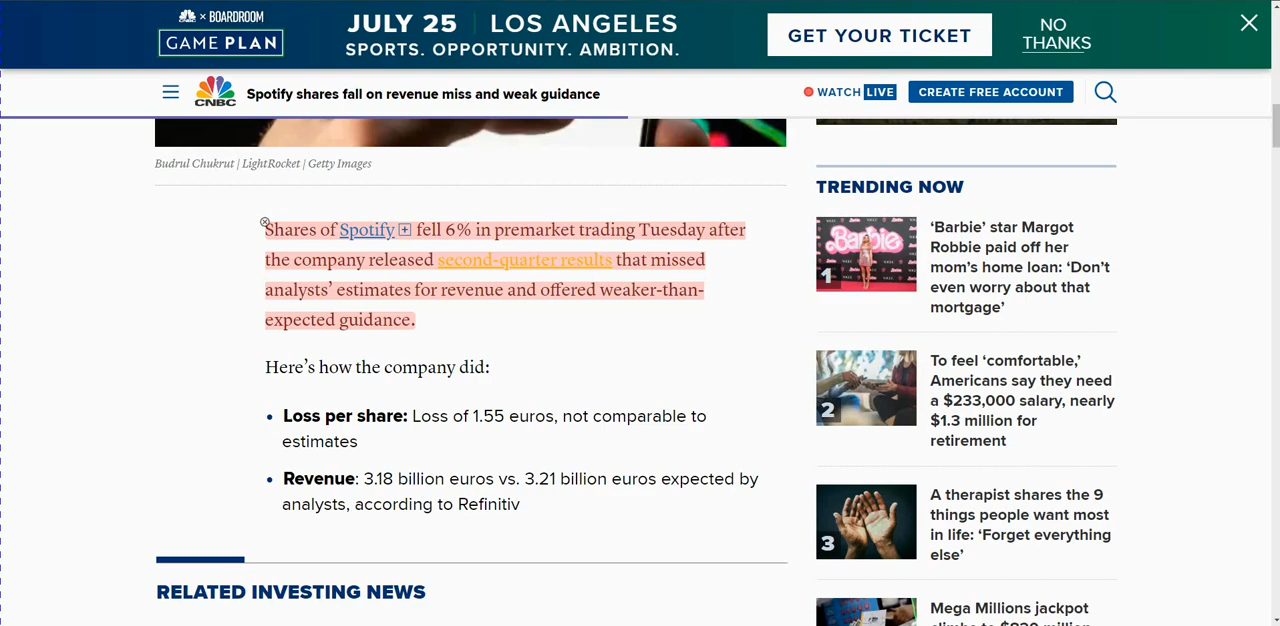 × BOARDROOM
GAME PLAN
JULY 25 | LOS ANGELES
SPORTS. OPPORTUNITY. AMBITION.
GET YOUR TICKET
NO
THANKS
CNBC
Spotify shares fall on revenue miss and weak guidance
WATCH LIVE
CREATE FREE ACCOUNT
Budrul Chukrut | LightRocket | Getty Images
Shares of Spotify fell 6% in premarket trading Tuesday after
the company released second-quarter results that missed
analysts’ estimates for revenue and offered weaker-than-
expected guidance.
Here’s how the company did:
• Loss per share: Loss of 1.55 euros, not comparable to
estimates
• Revenue: 3.18 billion euros vs. 3.21 billion euros expected by
analysts, according to Refinitiv
RELATED INVESTING NEWS
TRENDING NOW
Barbie
1
‘Barbie’ star Margot
Robbie paid off her
mom’s home loan: ‘Don’t
even worry about that
mortgage’
2
To feel ‘comfortable,’
Americans say they need
a $233,000 salary, nearly
$1.3 million for
retirement
3
A therapist shares the 9
things people want most
in life: ‘Forget everything
else’
Mega Millions jackpot